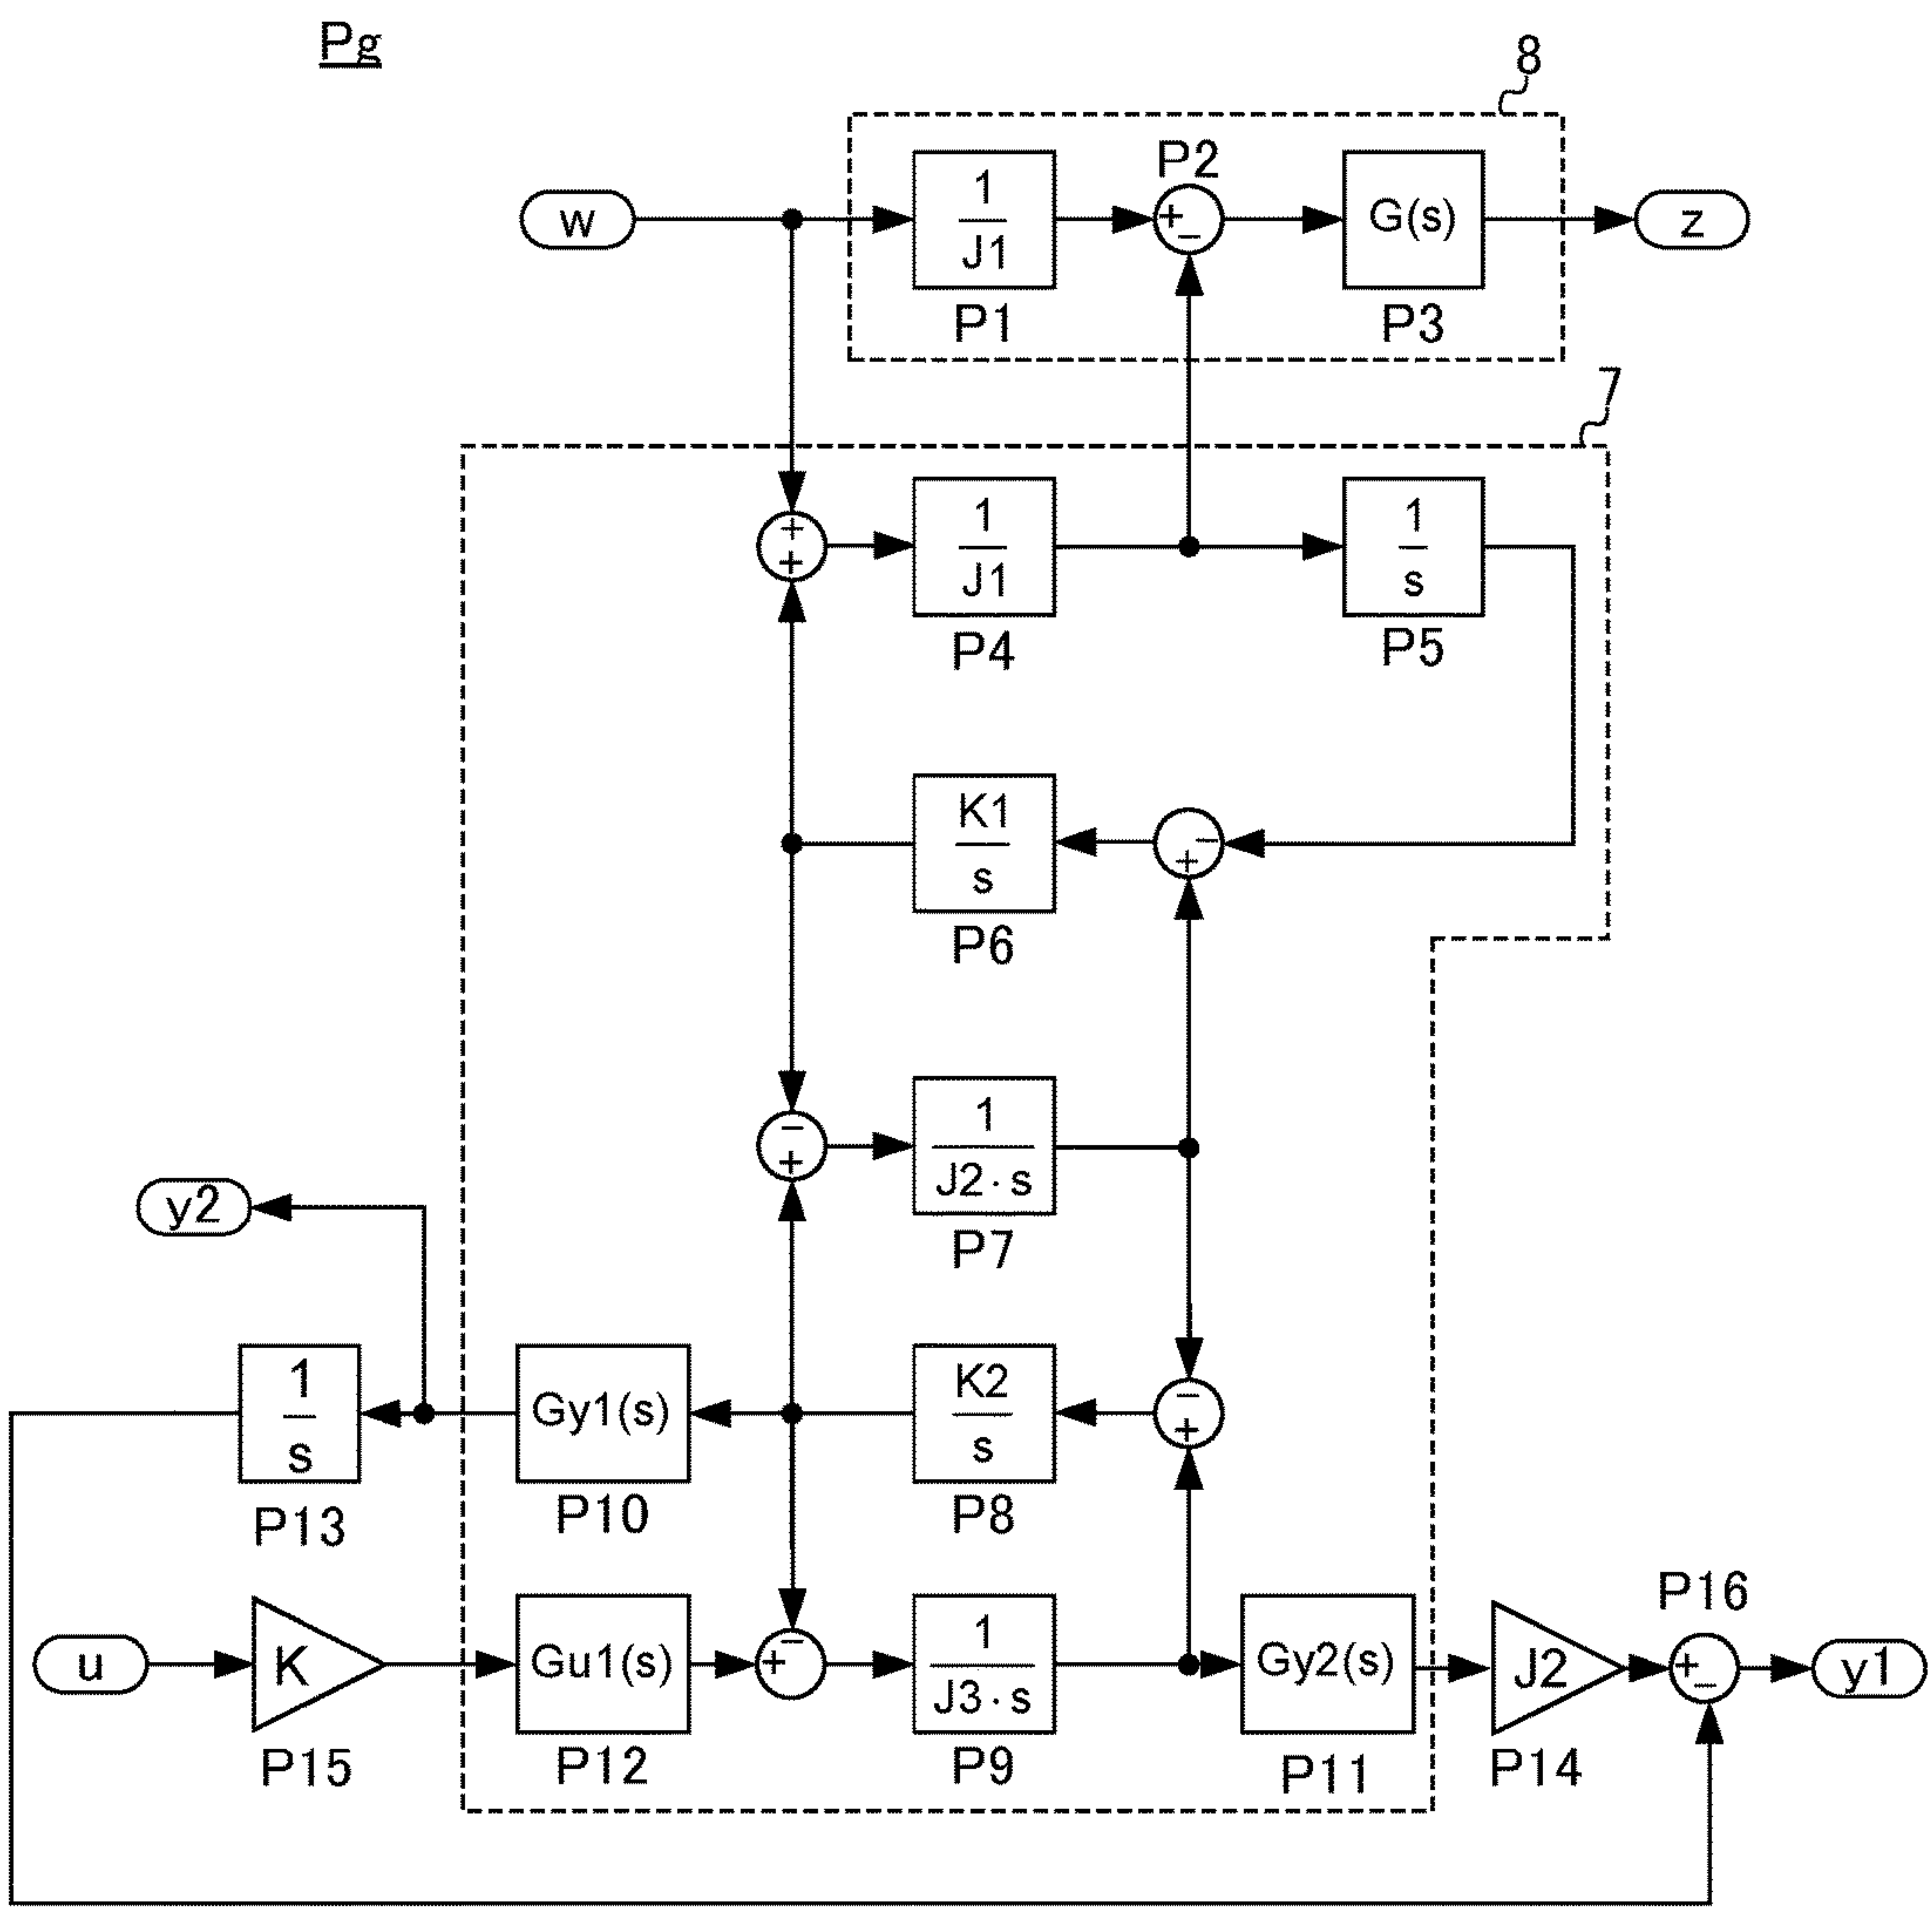 Pg
8
P2
w
1
J1
+
−
G(s)
z
P1
P3
7
+
+
1
J1
1
s
P4
P5
K1
s
−
+
P6
−
+
1
J2·s
y2
P7
1
s
Gy1(s)
K2
s
−
+
P13
P10
P8
P16
u
K
Gu1(s)
−
+
1
J3·s
Gy2(s)
J2
+
−
y1
P15
P12
P9
P11
P14